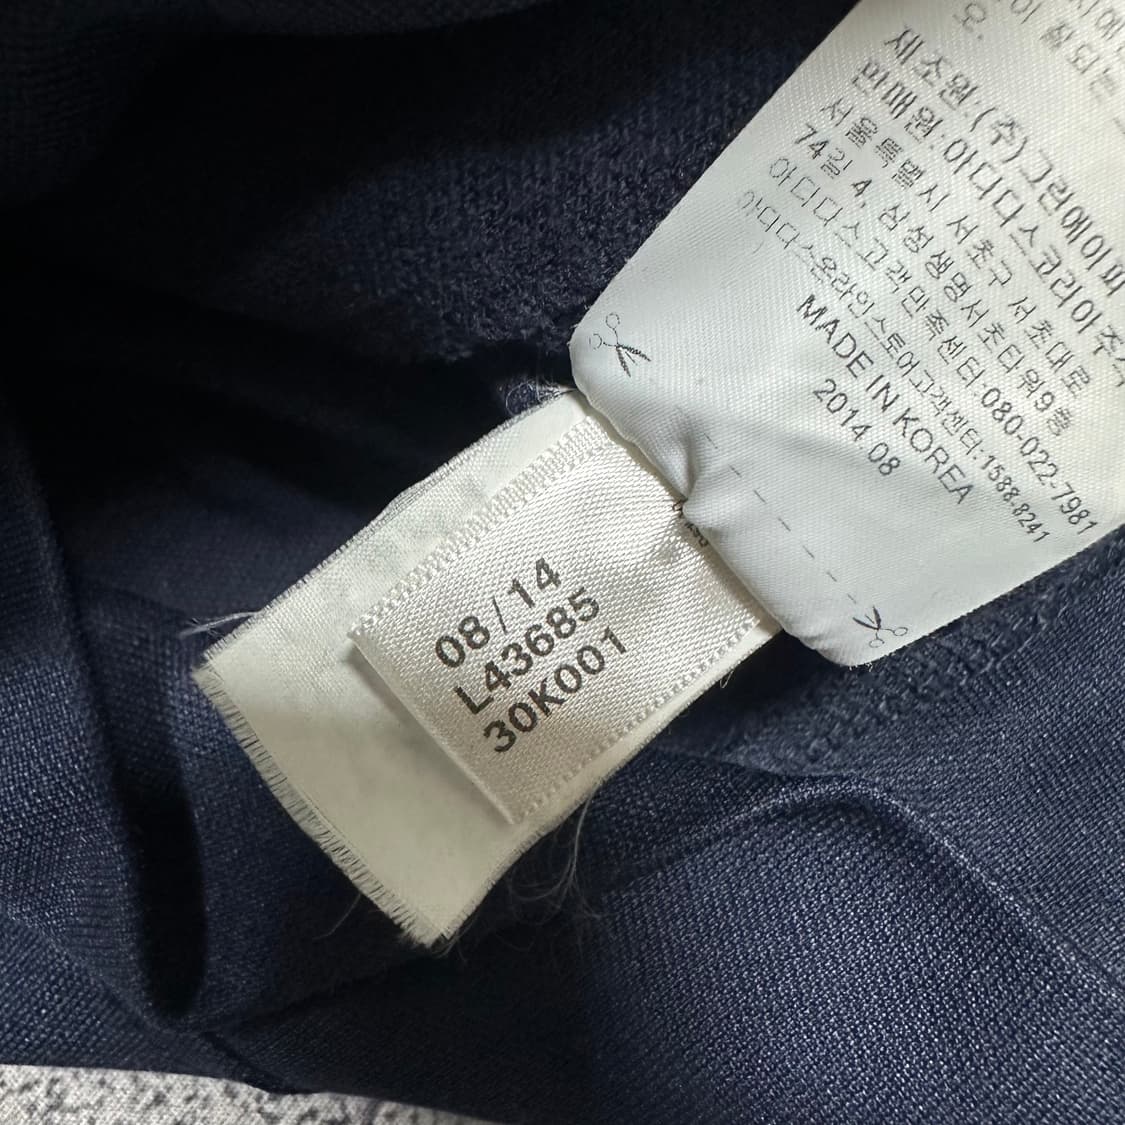 오.
제조원:(주)그린에이피
판매원:아디다스코리아 주식
서울특별시 서초구 서초대로
74길 4, 삼성생명서초타워9층
아디다스고객만족센터:080-022-7981
아디다스온라인스토어고객센터:1588.8241
MADE IN KOREA
2014.08
08/14
L43685
30K001